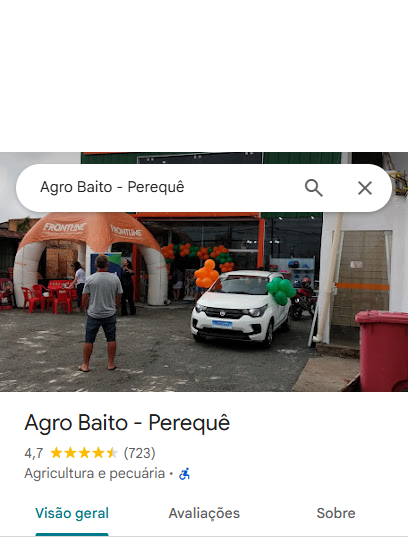 Agro Baito - Perequê
FRONTLINE
FRONTLINE
Agro Baito - Perequê
4,7 (723)
Agricultura e pecuária •
Visão geral
Avaliações
Sobre